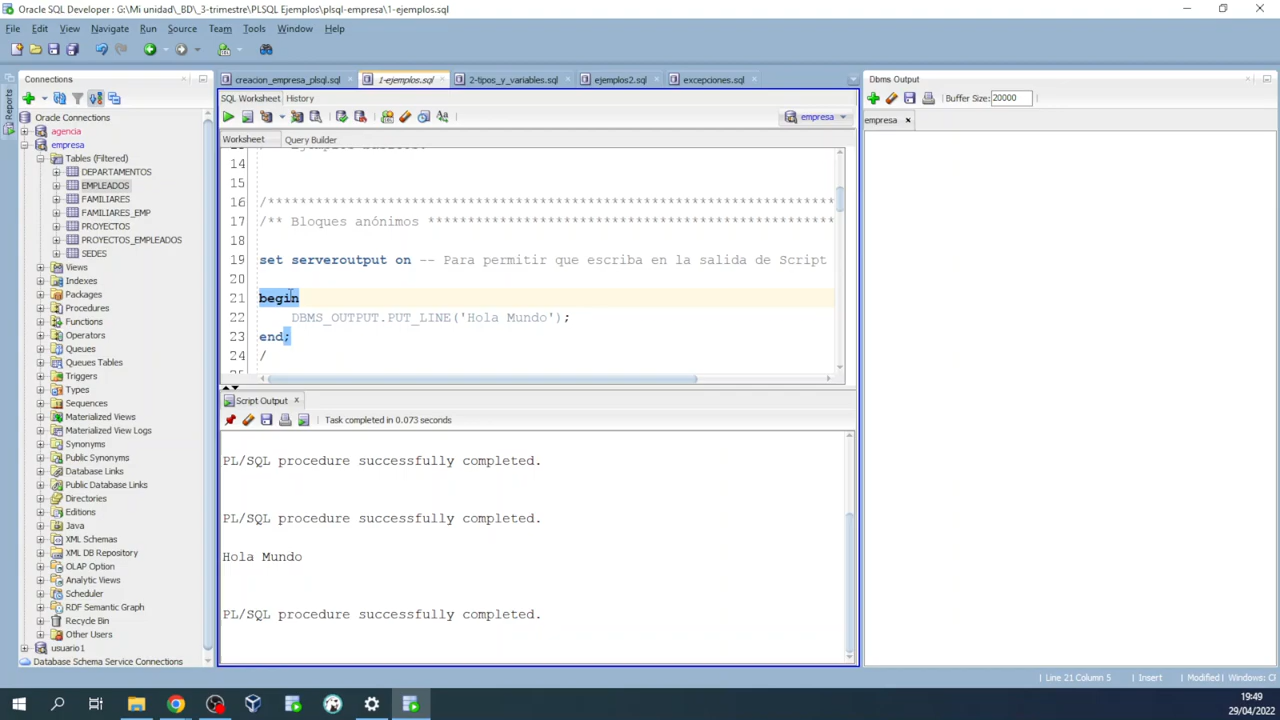 Oracle SQL Developer : G:\Mi unidad\_BD\_3-trimestre\PLSQL Ejemplos\plsql-empresa\1-ejemplos.sql
File Edit View Navigate Run Source Team Tools Window Help
Reports
Connections
Oracle Connections
agencia
empresa
Tables (Filtered)
DEPARTAMENTOS
EMPLEADOS
FAMILIARES
FAMILIARES_EMP
PROYECTOS
PROYECTOS_EMPLEADOS
SEDES
Views
Indexes
Packages
Procedures
Functions
Operators
Queues
Queues Tables
Triggers
Types
Sequences
Materialized Views
Materialized View Logs
Synonyms
Public Synonyms
Database Links
Public Database Links
Directories
Editions
Java
XML Schemas
XML DB Repository
OLAP Option
Analytic Views
Scheduler
RDF Semantic Graph
Recycle Bin
Other Users
usuario1
Database Schema Service Connections
creacion_empresa_plsql.sql 1-ejemplos.sql 2-tipos_y_variables.sql ejemplos2.sql excepciones.sql
SQL Worksheet History
empresa
Worksheet Query Builder
14
15
16 /***********************************************************************
17 /** Bloques anónimos ***************************************************
18
19 set serveroutput on -- Para permitir que escriba en la salida de Script
20
21 begin
22 DBMS_OUTPUT.PUT_LINE('Hola Mundo');
23 end;
24 /
Script Output
Task completed in 0.073 seconds
PL/SQL procedure successfully completed.
PL/SQL procedure successfully completed.
Hola Mundo
PL/SQL procedure successfully completed.
Dbms Output
Buffer Size: 20000
empresa
Line 21 Column 5 Insert Modified Windows: Cl
19:49
29/04/2022